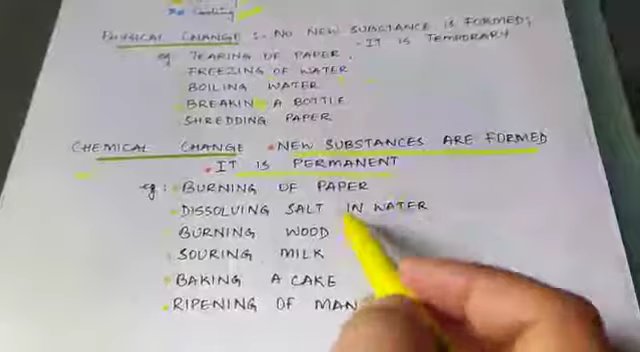 Cooking
PHYSICAL CHANGE :- NO NEW SUBSTANCE IS FORMED;
- IT IS TEMPORARY
eg TEARING OF PAPER.
FREEZING OF WATER
BOILING WATER
BREAKING A BOTTLE
SHREDDING PAPER
CHEMICAL CHANGE • NEW SUBSTANCES ARE FORMED
• IT IS PERMANENT
eg: BURNING OF PAPER
DISSOLVING SALT IN WATER
BURNING WOOD
SOURING MILK
BAKING A CAKE
RIPENING OF MAN